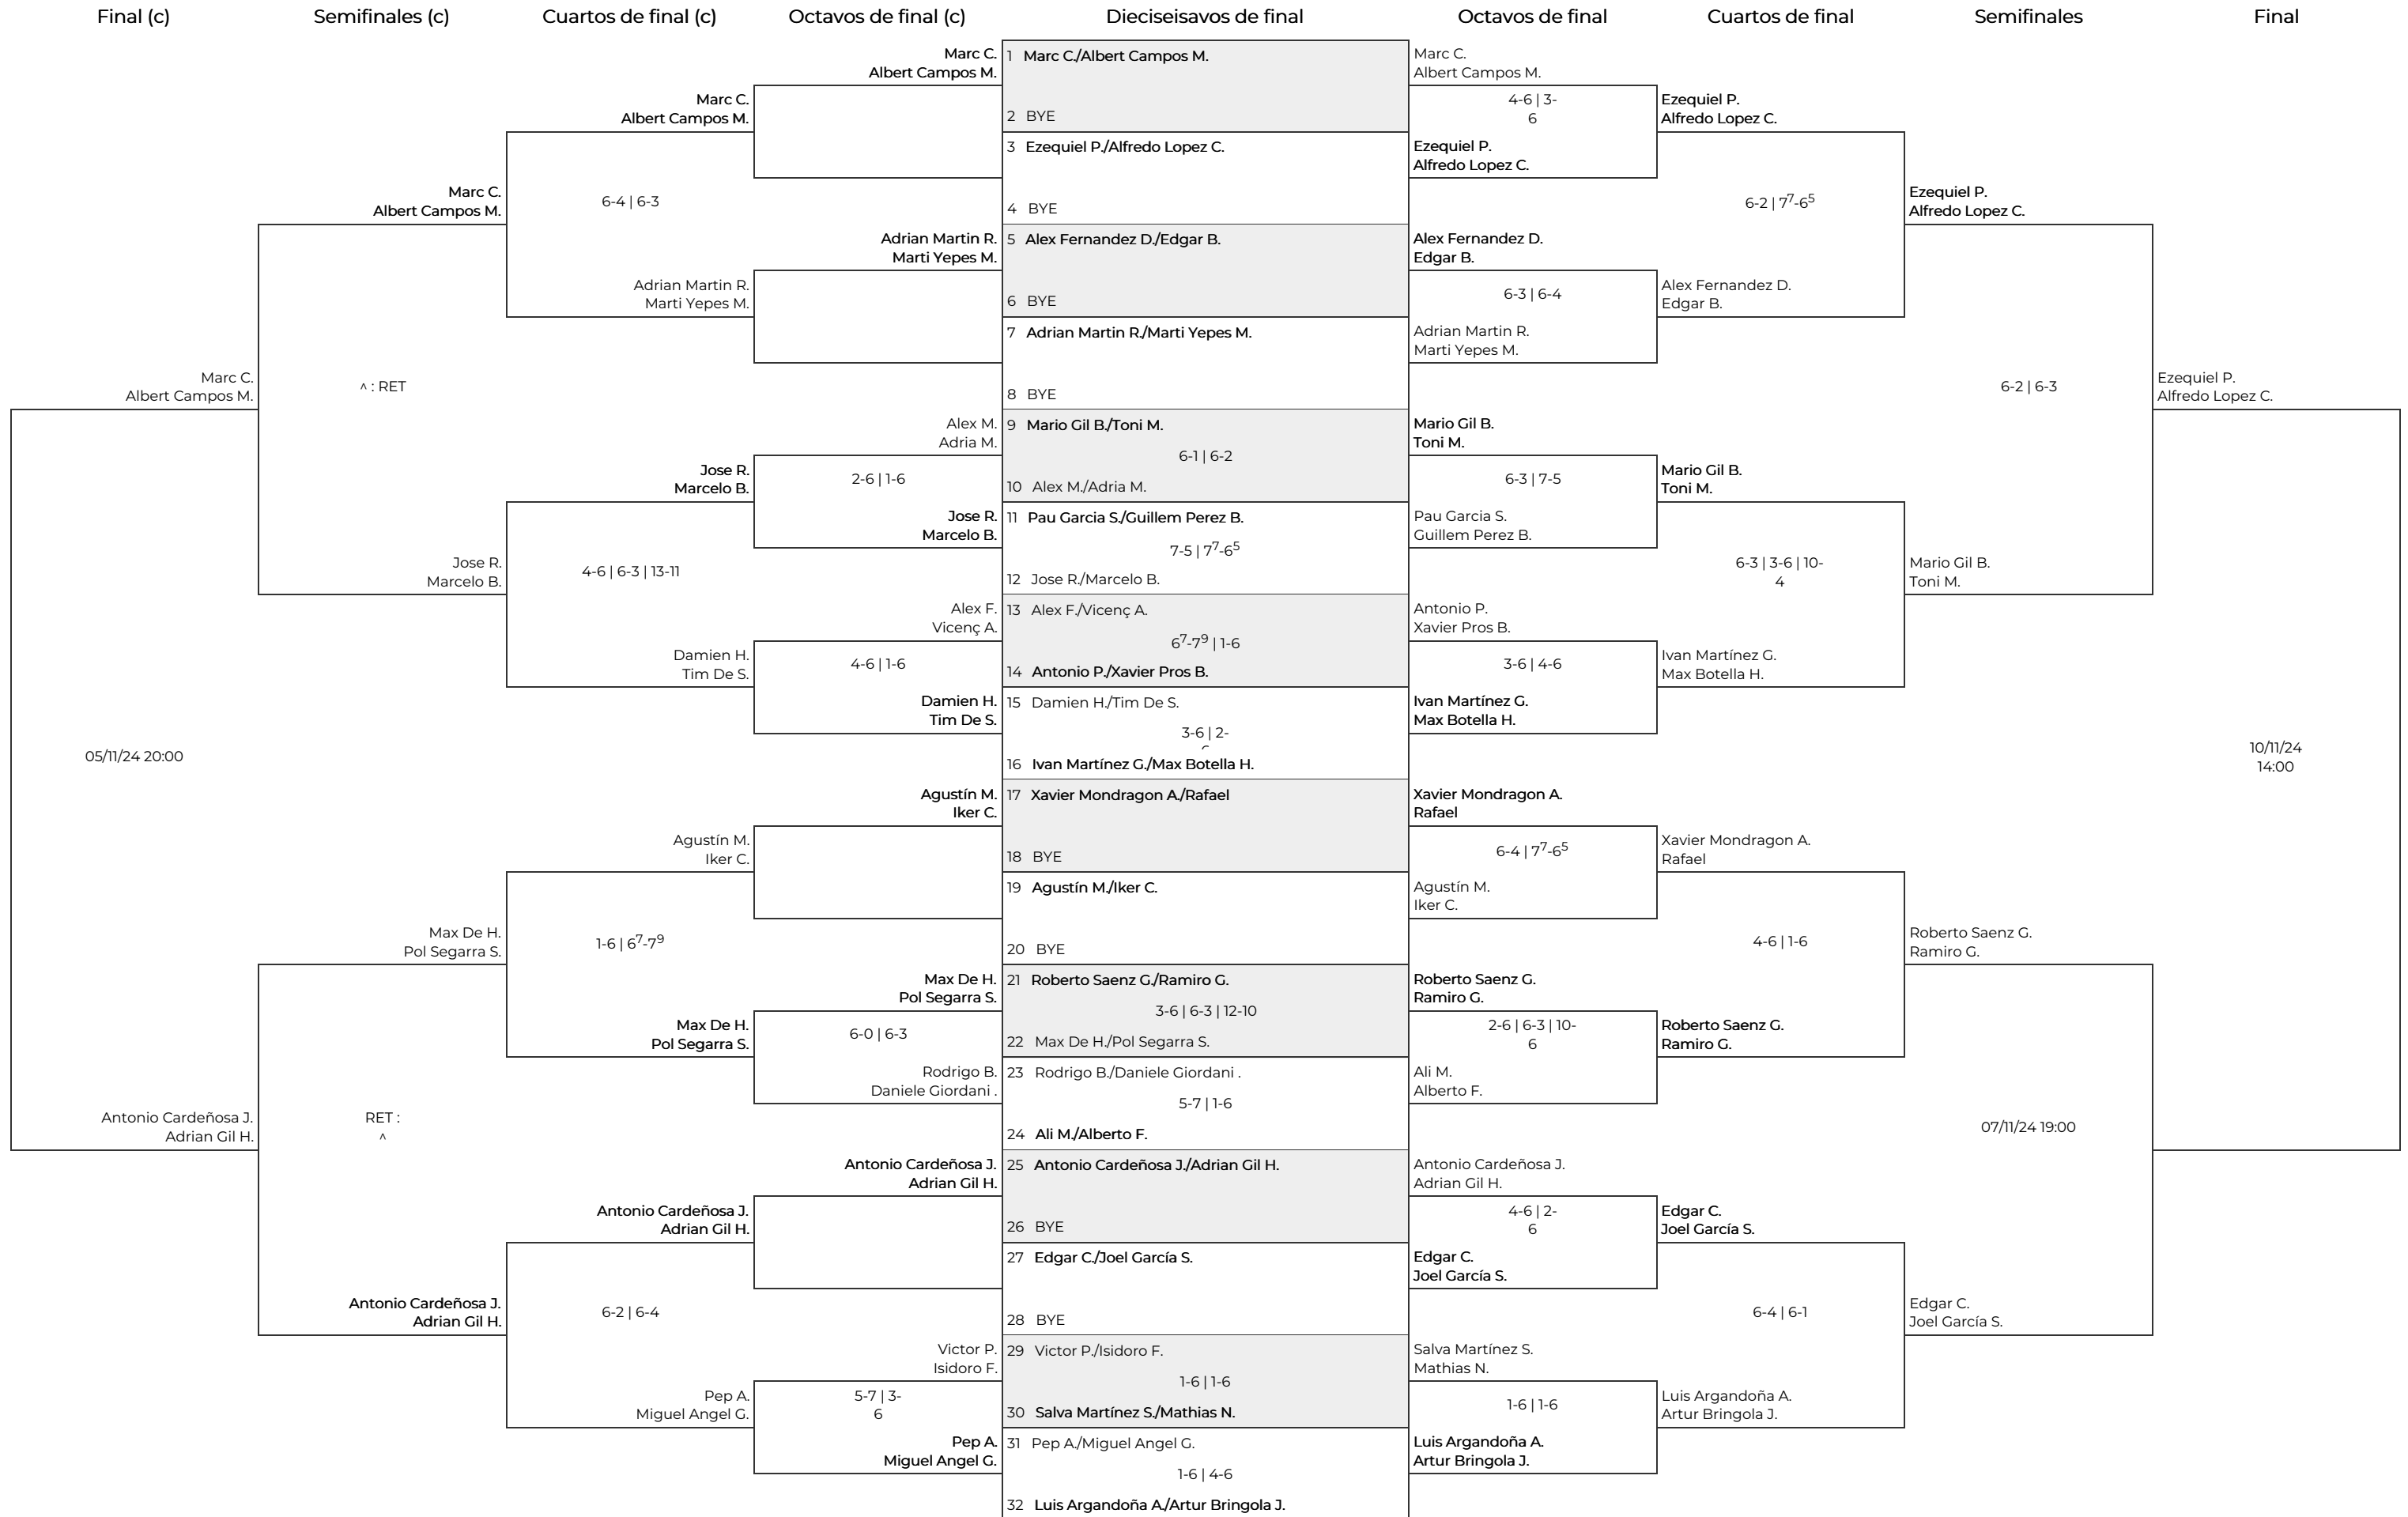 Final (c)
Semifinales (c)
Cuartos de final (c)
Octavos de final (c)
Dieciseisavos de final
Octavos de final
Cuartos de final
Semifinales
Final
Marc C.
Albert Campos M.
Antonio Cardeñosa J.
Adrian Gil H.
05/11/24 20:00
Marc C.
Albert Campos M.
^ : RET
Jose R.
Marcelo B.
Max De H.
Pol Segarra S.
RET :
^
Antonio Cardeñosa J.
Adrian Gil H.
Marc C.
Albert Campos M.
6-4 | 6-3
Adrian Martin R.
Marti Yepes M.
Jose R.
Marcelo B.
4-6 | 6-3 | 13-11
Damien H.
Tim De S.
Agustín M.
Iker C.
1-6 | 6⁷-7⁹
Max De H.
Pol Segarra S.
Antonio Cardeñosa J.
Adrian Gil H.
6-2 | 6-4
Pep A.
Miguel Angel G.
Marc C.
Albert Campos M.
Adrian Martin R.
Marti Yepes M.
Alex M.
Adria M.
2-6 | 1-6
Jose R.
Marcelo B.
Alex F.
Vicenç A.
4-6 | 1-6
Damien H.
Tim De S.
Agustín M.
Iker C.
Max De H.
Pol Segarra S.
6-0 | 6-3
Rodrigo B.
Daniele Giordani .
Antonio Cardeñosa J.
Adrian Gil H.
Victor P.
Isidoro F.
5-7 | 3-
6
Pep A.
Miguel Angel G.
1 Marc C./Albert Campos M.
2 BYE
3 Ezequiel P./Alfredo Lopez C.
4 BYE
5 Alex Fernandez D./Edgar B.
6 BYE
7 Adrian Martin R./Marti Yepes M.
8 BYE
9 Mario Gil B./Toni M.
6-1 | 6-2
10 Alex M./Adria M.
11 Pau Garcia S./Guillem Perez B.
7-5 | 7⁷-6⁵
12 Jose R./Marcelo B.
13 Alex F./Vicenç A.
6⁷-7⁹ | 1-6
14 Antonio P./Xavier Pros B.
15 Damien H./Tim De S.
3-6 | 2-
16 Ivan Martínez G./Max Botella H.
17 Xavier Mondragon A./Rafael
18 BYE
19 Agustín M./Iker C.
20 BYE
21 Roberto Saenz G./Ramiro G.
3-6 | 6-3 | 12-10
22 Max De H./Pol Segarra S.
23 Rodrigo B./Daniele Giordani .
5-7 | 1-6
24 Ali M./Alberto F.
25 Antonio Cardeñosa J./Adrian Gil H.
26 BYE
27 Edgar C./Joel García S.
28 BYE
29 Victor P./Isidoro F.
1-6 | 1-6
30 Salva Martínez S./Mathias N.
31 Pep A./Miguel Angel G.
1-6 | 4-6
32 Luis Argandoña A./Artur Bringola J.
Marc C.
Albert Campos M.
4-6 | 3-
6
Ezequiel P.
Alfredo Lopez C.
Alex Fernandez D.
Edgar B.
6-3 | 6-4
Adrian Martin R.
Marti Yepes M.
Mario Gil B.
Toni M.
6-3 | 7-5
Pau Garcia S.
Guillem Perez B.
Antonio P.
Xavier Pros B.
3-6 | 4-6
Ivan Martínez G.
Max Botella H.
Xavier Mondragon A.
Rafael
6-4 | 7⁷-6⁵
Agustín M.
Iker C.
Roberto Saenz G.
Ramiro G.
2-6 | 6-3 | 10-
6
Ali M.
Alberto F.
Antonio Cardeñosa J.
Adrian Gil H.
4-6 | 2-
6
Edgar C.
Joel García S.
Salva Martínez S.
Mathias N.
1-6 | 1-6
Luis Argandoña A.
Artur Bringola J.
Ezequiel P.
Alfredo Lopez C.
6-2 | 7⁷-6⁵
Alex Fernandez D.
Edgar B.
Mario Gil B.
Toni M.
6-3 | 3-6 | 10-
4
Ivan Martínez G.
Max Botella H.
Xavier Mondragon A.
Rafael
4-6 | 1-6
Roberto Saenz G.
Ramiro G.
Edgar C.
Joel García S.
6-4 | 6-1
Luis Argandoña A.
Artur Bringola J.
Ezequiel P.
Alfredo Lopez C.
6-2 | 6-3
Mario Gil B.
Toni M.
Roberto Saenz G.
Ramiro G.
07/11/24 19:00
Edgar C.
Joel García S.
Ezequiel P.
Alfredo Lopez C.
10/11/24
14:00